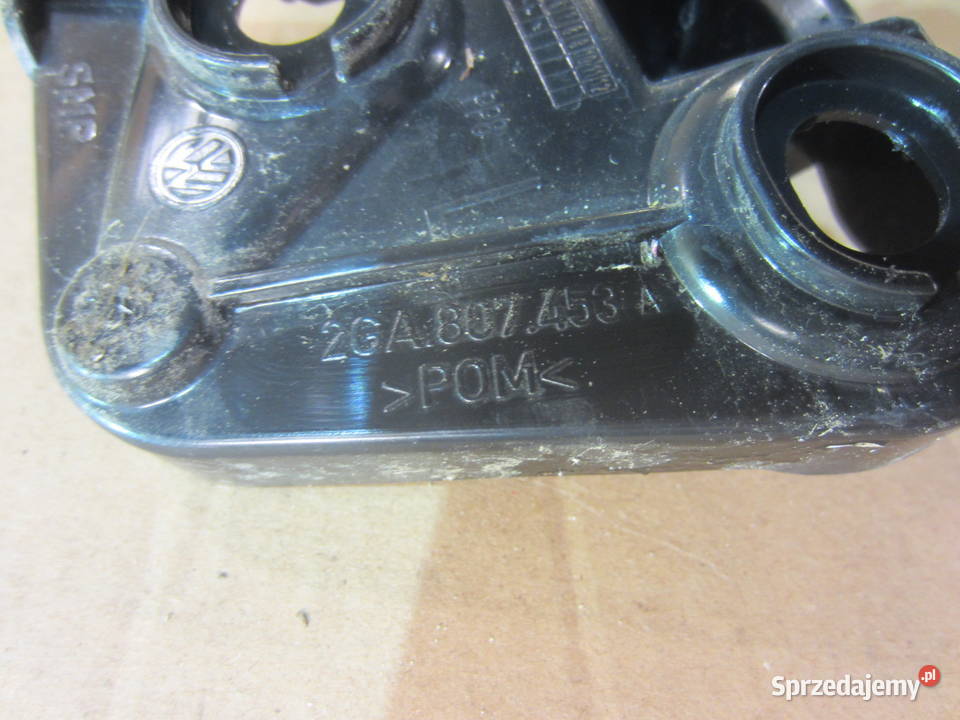 SMP
2GA.807.453 A
>POM<
Sprzedajemy.pl